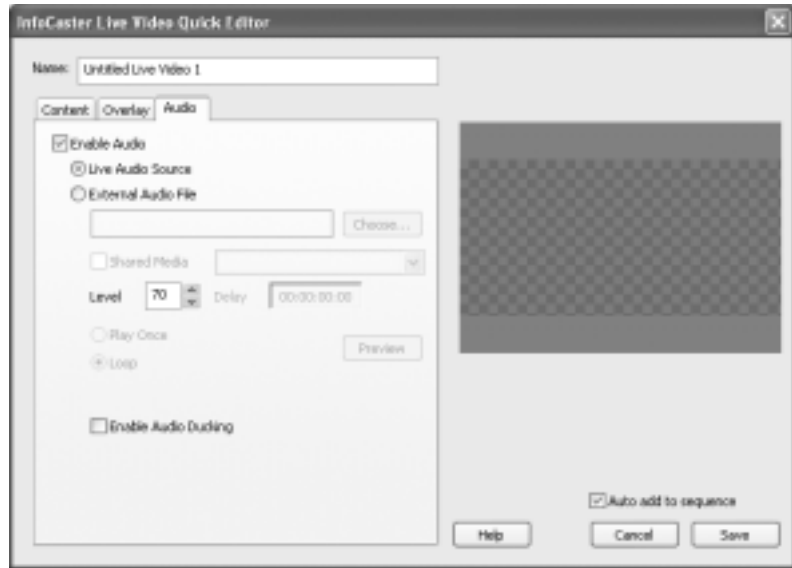 InfoCaster Live Video Quick Editor
Name: Untitled Live Video 1
Content Overlay Audio
Enable Audio
Live Audio Source
External Audio File
Choose...
Shared Media
Level 70 Delay 00:00:00:00
Play Once
Preview
Loop
Enable Audio Ducking
Auto add to sequence
Help Cancel Save